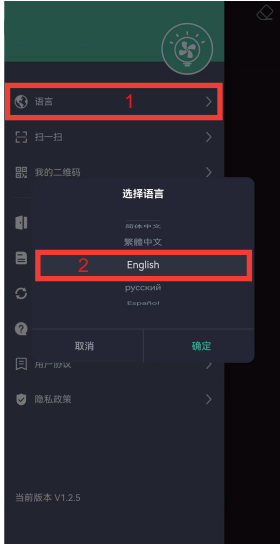 语言
1
扫一扫
我的二维码
选择语言
简体中文
繁體中文
2
English
русский
Español
取消
确定
用户协议
隐私政策
当前版本 V1.2.5